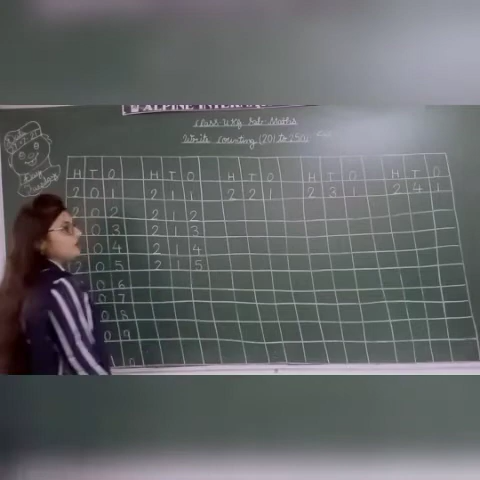 ALPINE INTERNA
Class-UKG Sub-Maths
Write Counting (201 to 250)
H T O H T O H T O H T O H T O
2 0 1 2 1 1 2 2 1 2 3 1 2 4 1
2 0 2 2 1 2
0 3 2 1 3
0 4 2 1 4
2 0 5 2 1 5
0 6
0 7
0 8
0 9
1 0